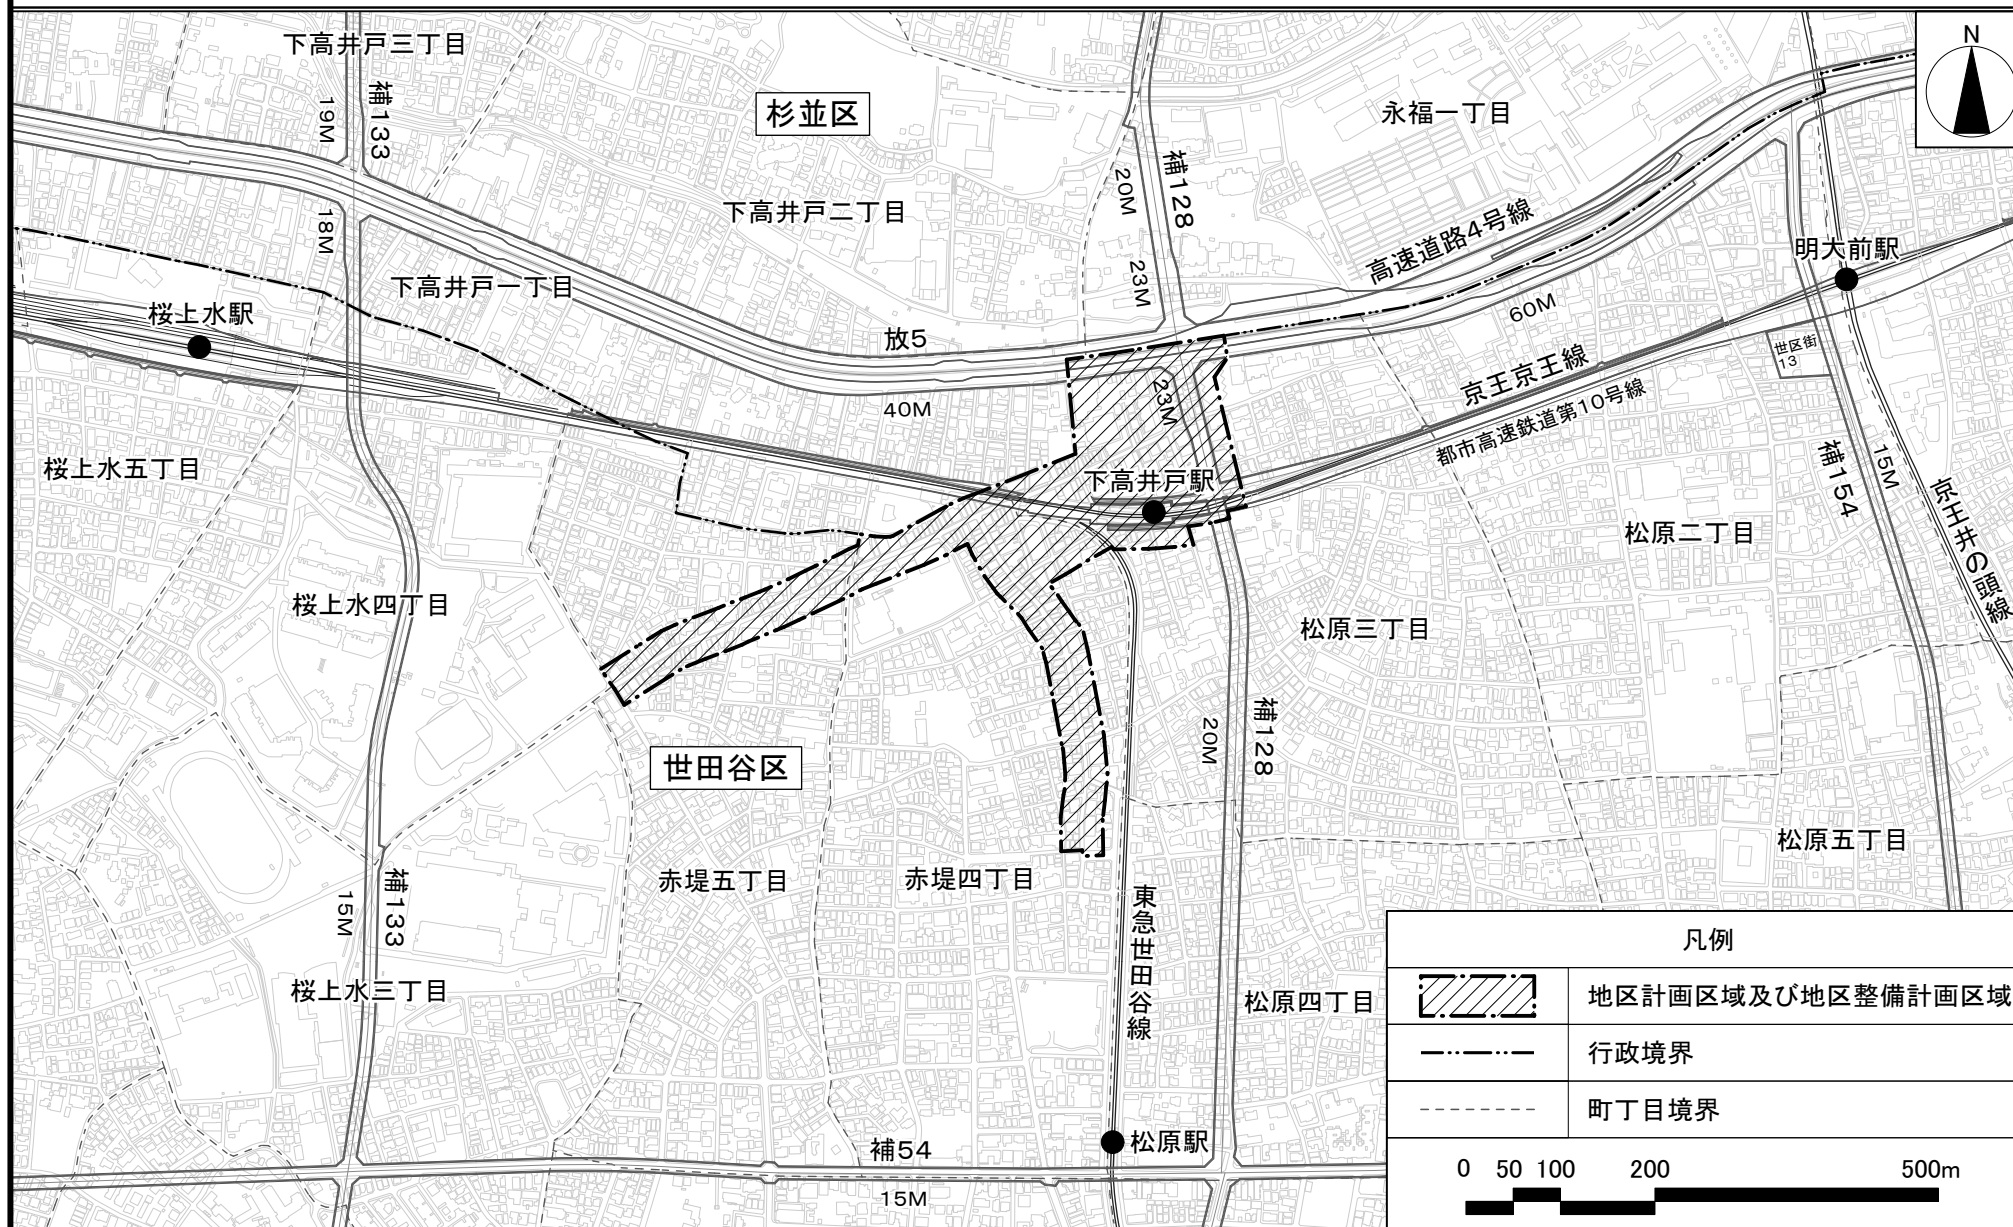 下高井戸三丁目
補133
19M
杉並区
永福一丁目
N
補128
20M
下高井戸二丁目
18M
高速道路4号線
明大前駅
23M
下高井戸一丁目
桜上水駅
放5
60M
世区街
13
京王京王線
23M
40M
都市高速鉄道第10号線
桜上水五丁目
下高井戸駅
補154
15M
京王井の頭線
松原二丁目
桜上水四丁目
松原三丁目
20M
補128
世田谷区
松原五丁目
赤堤五丁目
赤堤四丁目
15M
補133
東急世田谷線
桜上水三丁目
松原四丁目
凡例
地区計画区域及び地区整備計画区域
行政境界
町丁目境界
補54
松原駅
15M
0 50 100 200 500m